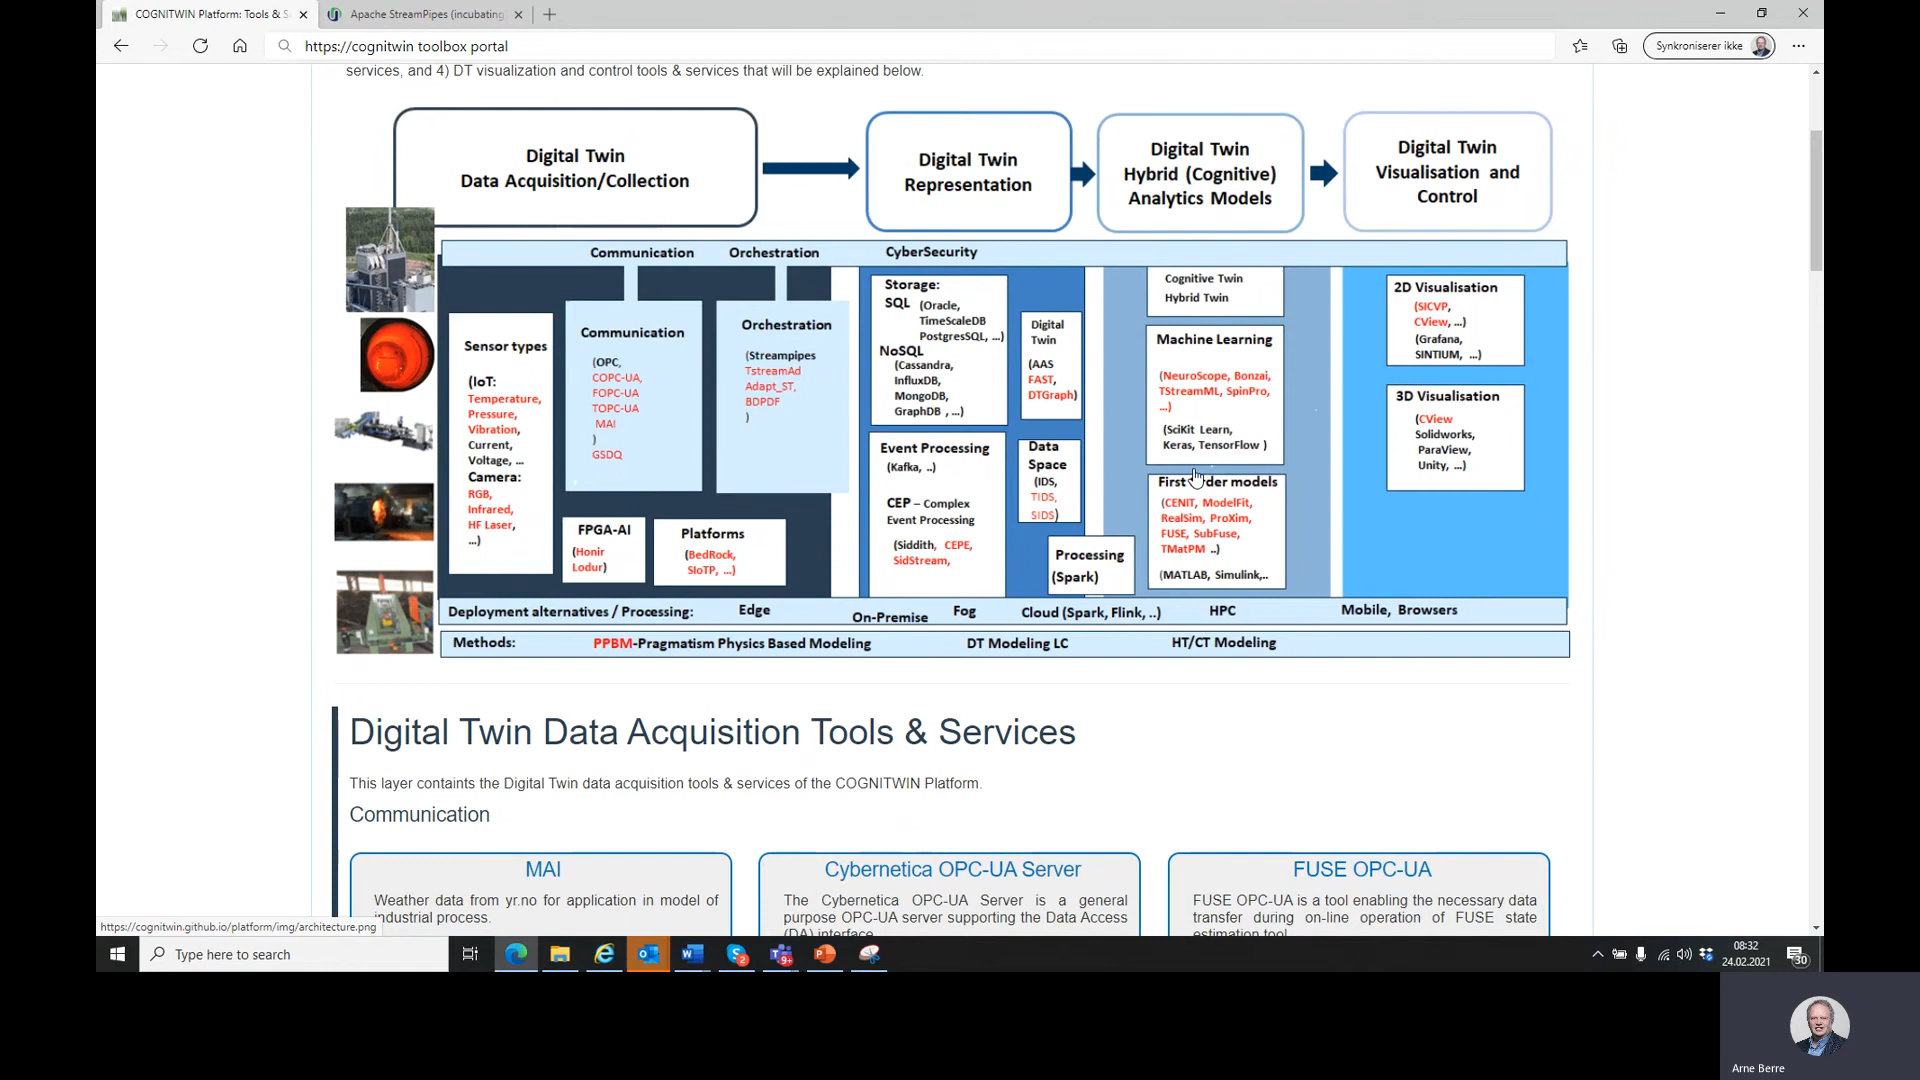 COGNITWIN Platform: Tools & S
Apache StreamPipes (incubating
https://cognitwin toolbox portal
Synkroniserer ikke
services, and 4) DT visualization and control tools & services that will be explained below.
Digital Twin
Data Acquisition/Collection
Digital Twin
Representation
Digital Twin
Hybrid (Cognitive)
Analytics Models
Digital Twin
Visualisation and
Control
Communication
Orchestration
CyberSecurity
Sensor types
(IoT:
Temperature,
Pressure,
Vibration,
Current,
Voltage, ...
Camera:
RGB,
Infrared,
HF Laser,
...)
Communication
(OPC,
COPC-UA,
FOPC-UA
TOPC-UA
MAI
)
GSDQ
Orchestration
(Streampipes
TstreamAd
Adapt_ST,
BDPDF
)
FPGA-AI
(Honir
Lodur)
Platforms
(BedRock,
SIoTP, ...)
Storage:
SQL (Oracle,
TimeScaleDB
PostgresSQL, ...)
NoSQL
(Cassandra,
InfluxDB,
MongoDB,
GraphDB , ...)
Event Processing
(Kafka, ..)
CEP – Complex
Event Processing
(Siddith, CEPE,
SidStream,
Digital
Twin
(AAS
FAST,
DTGraph)
Data
Space
(IDS,
TIDS,
SIDS)
Processing
(Spark)
Cognitive Twin
Hybrid Twin
Machine Learning
(NeuroScope, Bonzai,
TStreamML, SpinPro,
...)
(SciKit Learn,
Keras, TensorFlow )
First order models
(CENIT, ModelFit,
RealSim, ProXim,
FUSE, SubFuse,
TMatPM ..)
(MATLAB, Simulink,..
2D Visualisation
(SICVP,
CView, ...)
(Grafana,
SINTIUM, ...)
3D Visualisation
(CView
Solidworks,
ParaView,
Unity, ...)
Deployment alternatives / Processing: Edge On-Premise Fog Cloud (Spark, Flink, ..) HPC Mobile, Browsers
Methods: PPBM-Pragmatism Physics Based Modeling DT Modeling LC HT/CT Modeling
Digital Twin Data Acquisition Tools & Services
This layer containts the Digital Twin data acquisition tools & services of the COGNITWIN Platform.
Communication
MAI
Weather data from yr.no for application in model of
industrial process.
Cybernetica OPC-UA Server
The Cybernetica OPC-UA Server is a general
purpose OPC-UA server supporting the Data Access
(DA) interface.
FUSE OPC-UA
FUSE OPC-UA is a tool enabling the necessary data
transfer during on-line operation of FUSE state
estimation tool.
https://cognitwin.github.io/platform/img/architecture.png
Type here to search
2
9+
08:32
24.02.2021
30
Arne Berre